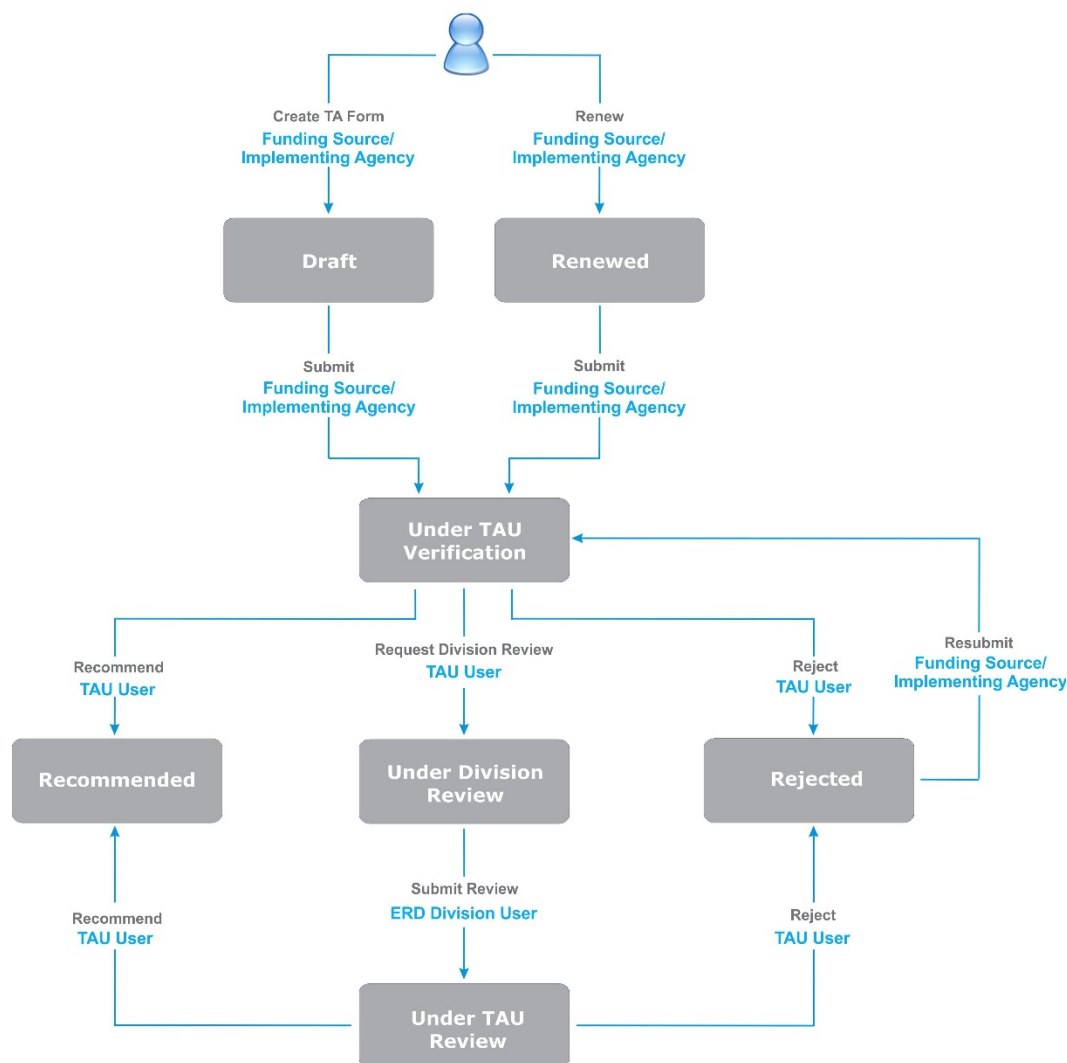 Create TA Form
Funding Source/
Implementing Agency
Renew
Funding Source/
Implementing Agency
Draft
Renewed
Submit
Funding Source/
Implementing Agency
Submit
Funding Source/
Implementing Agency
Under TAU
Verification
Recommend
TAU User
Request Division Review
TAU User
Reject
TAU User
Resubmit
Funding Source/
Implementing Agency
Recommended
Under Division
Review
Rejected
Submit Review
ERD Division User
Recommend
TAU User
Reject
TAU User
Under TAU
Review